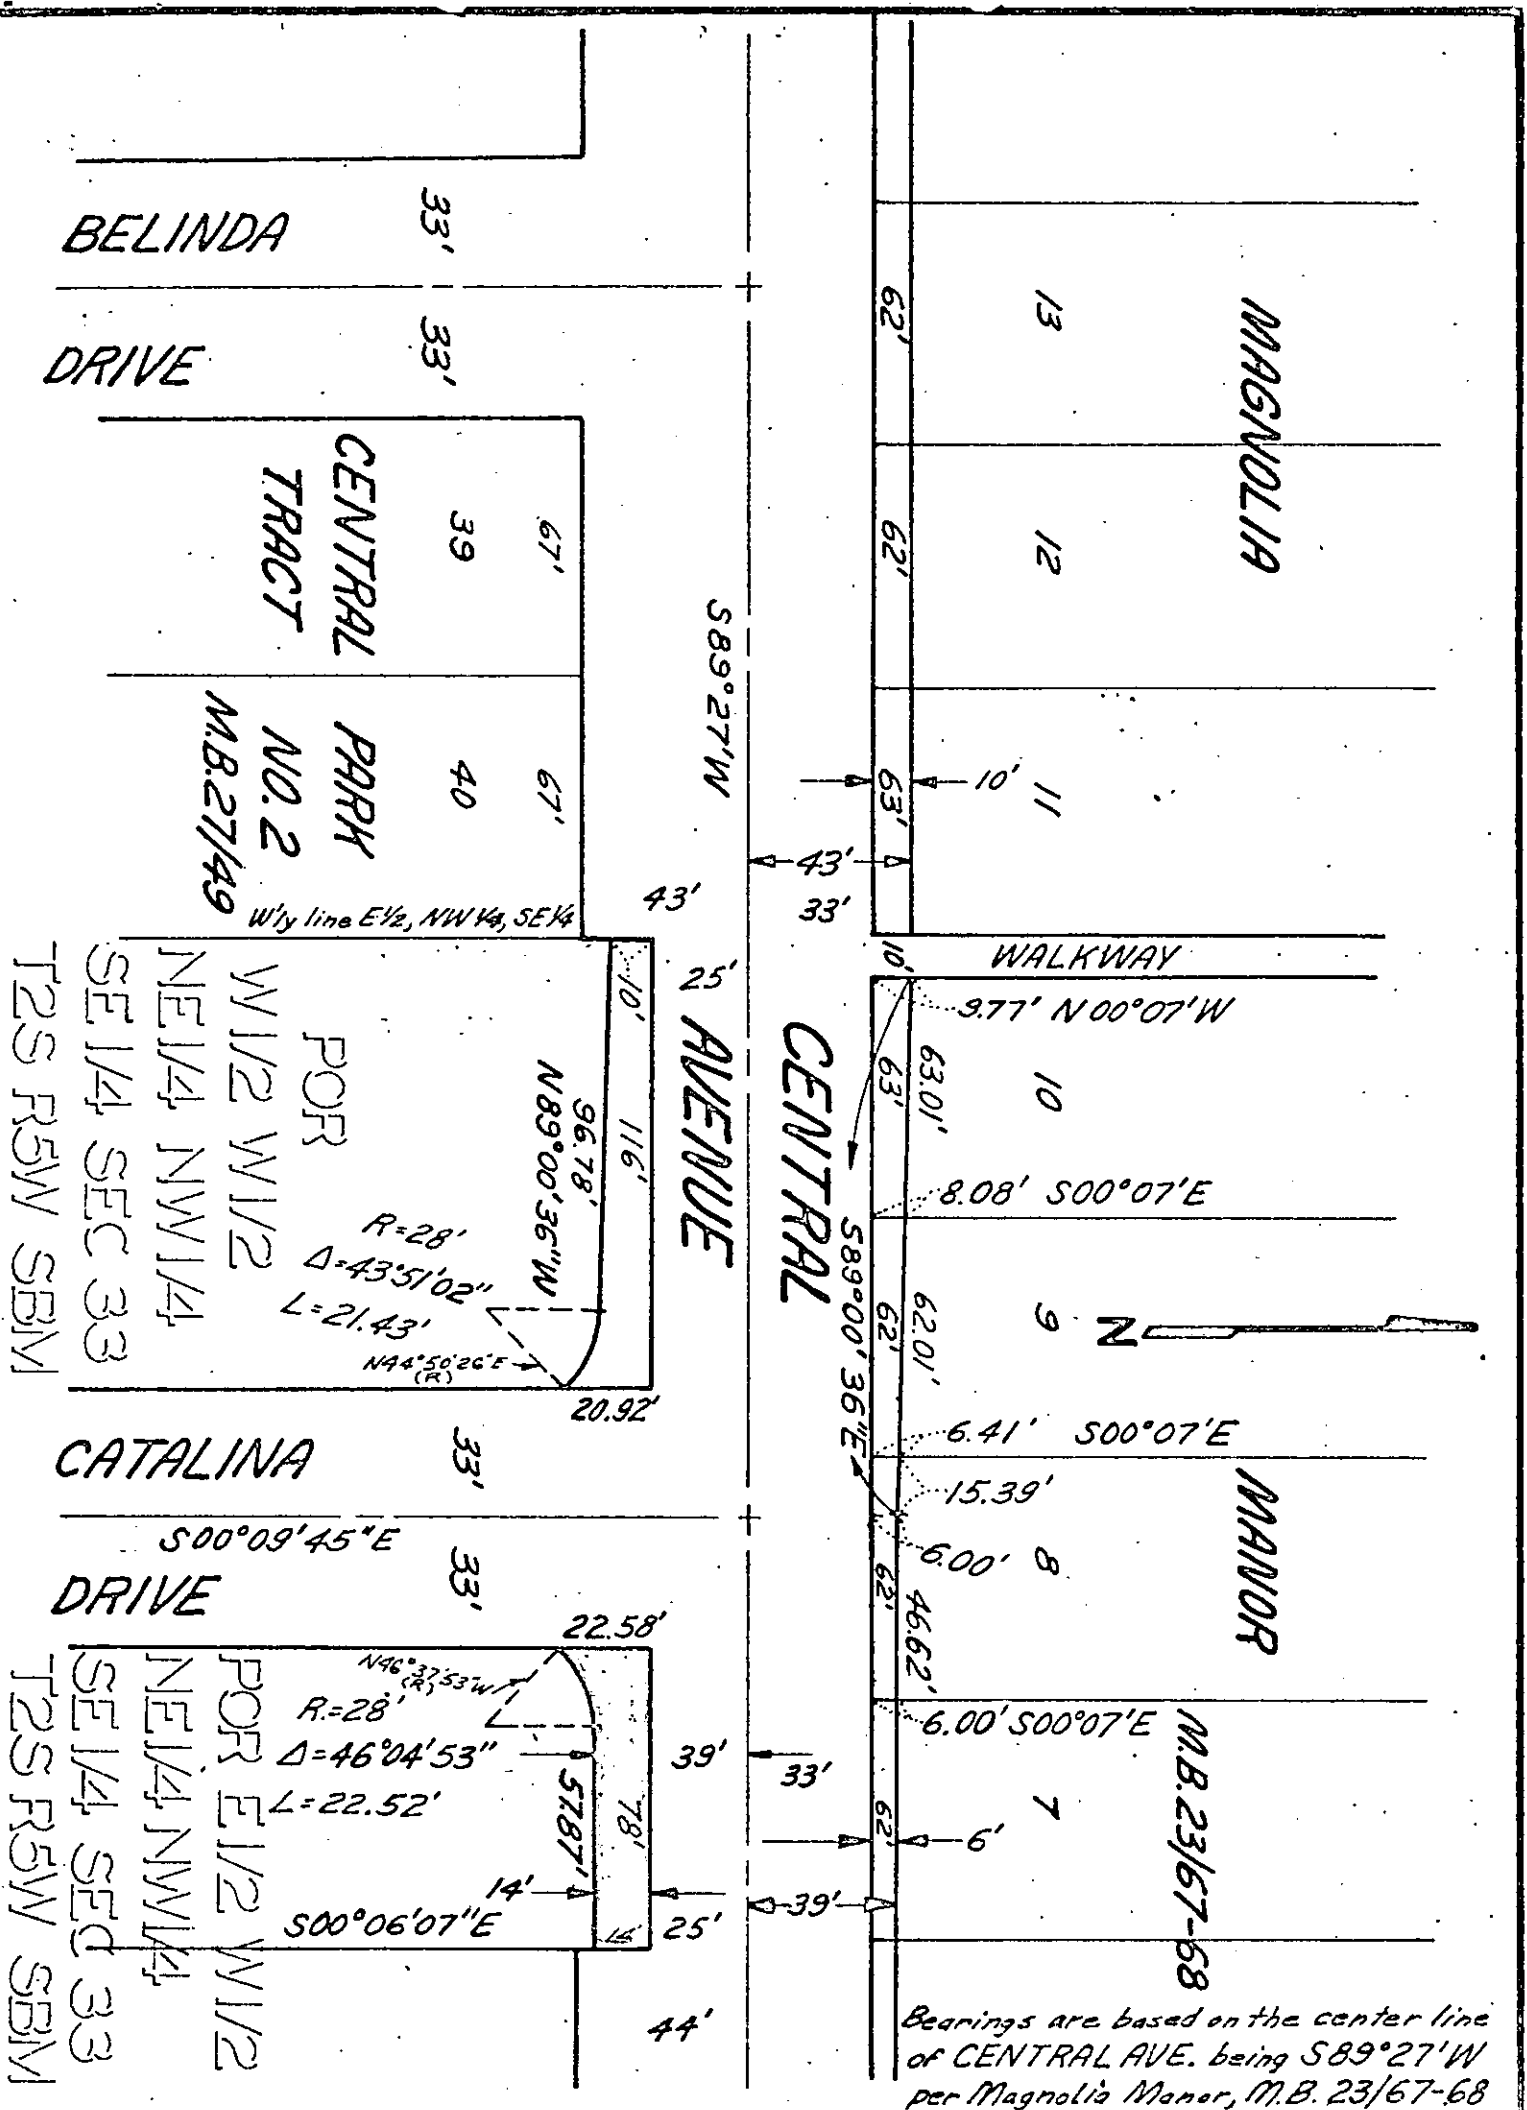 BELINDA
DRIVE
33'
33'
CENTRAL PARK
TRACT NO. 2
M.B.27/49
39
40
67'
67'
W'ly line E1/2, NW 1/4, SE 1/4
S89°27'W
MAGNOLIA
13
12
11
62'
62'
63'
10'
43'
33'
43'
25'
WALKWAY
10'
9.77' N00°07'W
CENTRAL
AVENUE
10
63.01'
63'
8.08' S00°07'E
9
62.01'
62'
N
S89°00'36"E
6.41' S00°07'E
15.39'
6.00'
8
62'
46.62'
MANOR
6.00' S00°07'E
7
62'
M.B.23/67-68
33'
6'
39'
10'
116'
96.78'
N89°00'36"W
R=28'
Δ=43°51'02"
L=21.43'
N44°50'26"E
(R)
20.92'
POR
W1/2 W1/2
NE1/4 NW1/4
SE 1/4 SEC 33
T2S R5W SBM
CATALINA
DRIVE
33'
33'
S00°09'45"E
22.58'
N46°37'53"W
(R)
R=28'
Δ=46°04'53"
L=22.52'
57.87'
78'
39'
14'
25'
S00°06'07"E
44'
POR E1/2 W1/2
NE1/4 NW1/4
SE 1/4 SEC 33
T2S R5W SBM
Bearings are based on the center line
of CENTRAL AVE. being S89°27'W
per Magnolia Manor, M.B. 23/67-68